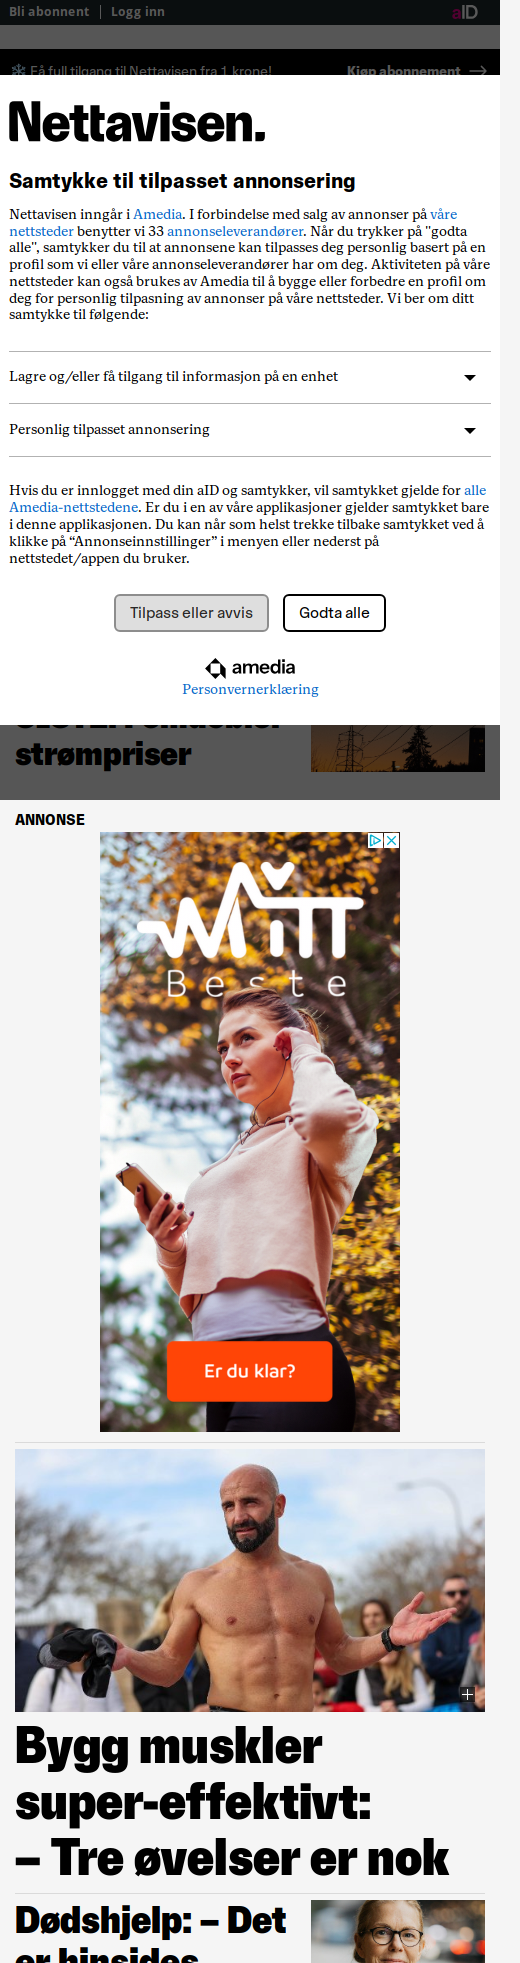 Bli abonnent
Logg inn
aID
Få full tilgang til Nettavisen fra 1 krone!
Kjøp abonnement
Nettavisen.
Samtykke til tilpasset annonsering
Nettavisen inngår i Amedia. I forbindelse med salg av annonser på våre
nettsteder benytter vi 33 annonseleverandører. Når du trykker på "godta
alle", samtykker du til at annonsene kan tilpasses deg personlig basert på en
profil som vi eller våre annonseleverandører har om deg. Aktiviteten på våre
nettsteder kan også brukes av Amedia til å bygge eller forbedre en profil om
deg for personlig tilpasning av annonser på våre nettsteder. Vi ber om ditt
samtykke til følgende:
Lagre og/eller få tilgang til informasjon på en enhet
Personlig tilpasset annonsering
Hvis du er innlogget med din aID og samtykker, vil samtykket gjelde for alle
Amedia-nettstedene. Er du i en av våre applikasjoner gjelder samtykket bare
i denne applikasjonen. Du kan når som helst trekke tilbake samtykket ved å
klikke på “Annonseinnstillinger” i menyen eller nederst på
nettstedet/appen du bruker.
Tilpass eller avvis
Godta alle
amedia
Personvernerklæring
strømpriser
ANNONSE
MiTT
Beste
Er du klar?
Bygg muskler
super-effektivt:
– Tre øvelser er nok
Dødshjelp: – Det
er hinsides